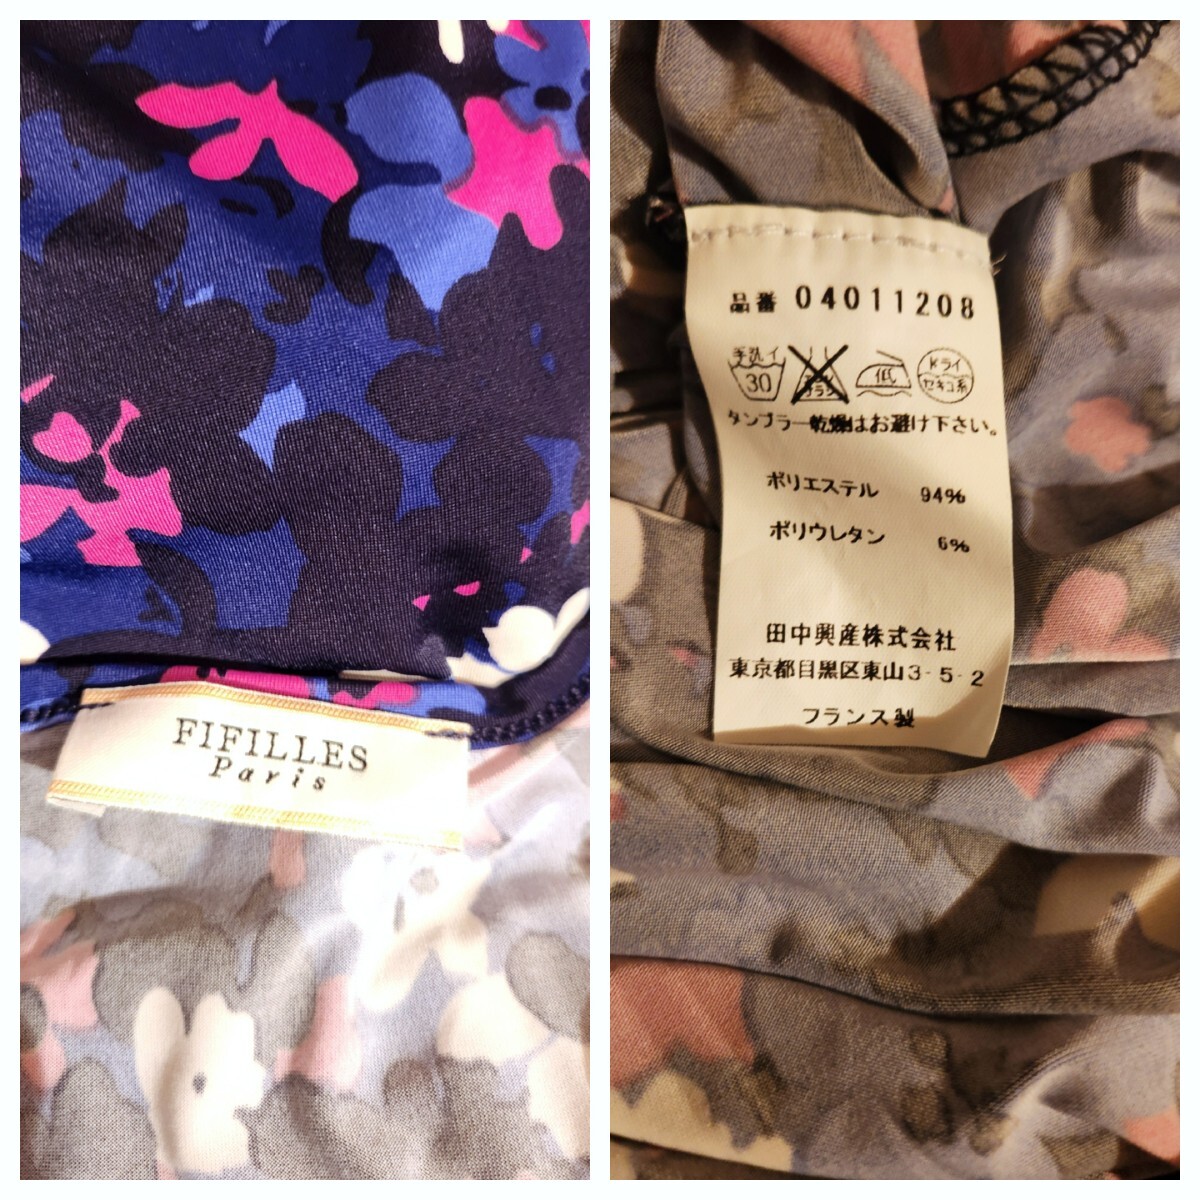 FIFILLES
Paris
品番 04011208
手洗イ
30
低
ドライ
セキユ系
タンブラー乾燥はお避け下さい。
ポリエステル 94%
ポリウレタン 6%
田中興産株式会社
東京都目黒区東山3-5-2
フランス製